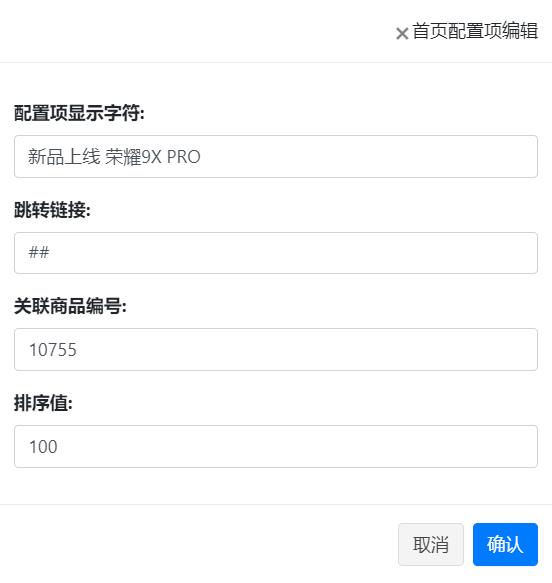 ×首页配置项编辑
配置项显示字符:
新品上线 荣耀9X PRO
跳转链接:
##
关联商品编号:
10755
排序值:
100
取消 确认